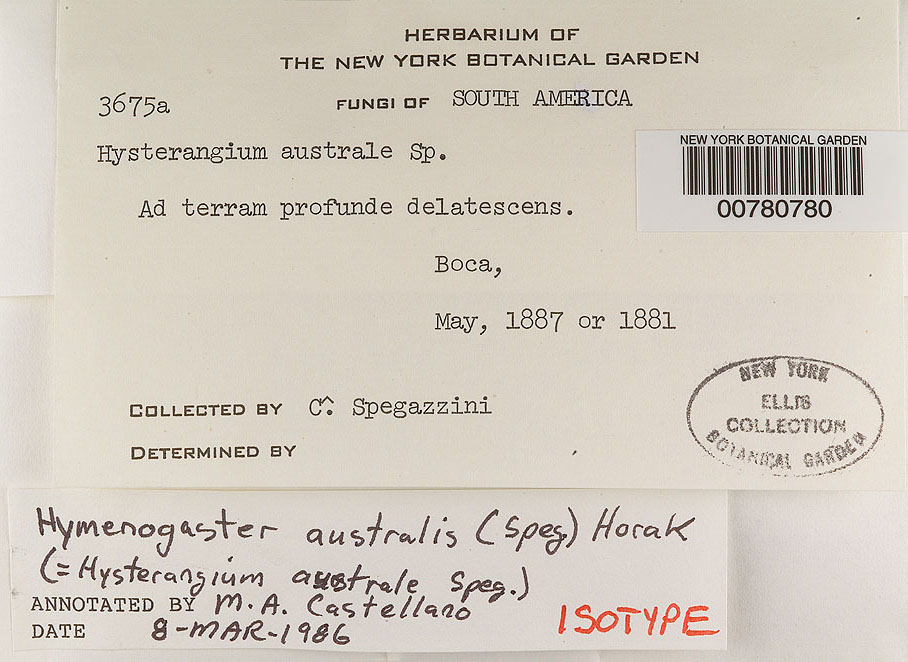 HERBARIUM OF
THE NEW YORK BOTANICAL GARDEN
3675a FUNGI OF SOUTH AMERICA
Hysterangium australe Sp.
NEW YORK BOTANICAL GARDEN
00780780
Ad terram profunde delatescens.
Boca,
May, 1887 or 1881
NEW YORK
ELLIS
COLLECTION
BOTANICAL GARDEN
COLLECTED BY C. Spegazzini
DETERMINED BY
Hymenogaster australis (Speg.) Horak
(= Hysterangium australe Speg.)
ANNOTATED BY M.A. Castellano
DATE 8-MAR-1986
ISOTYPE